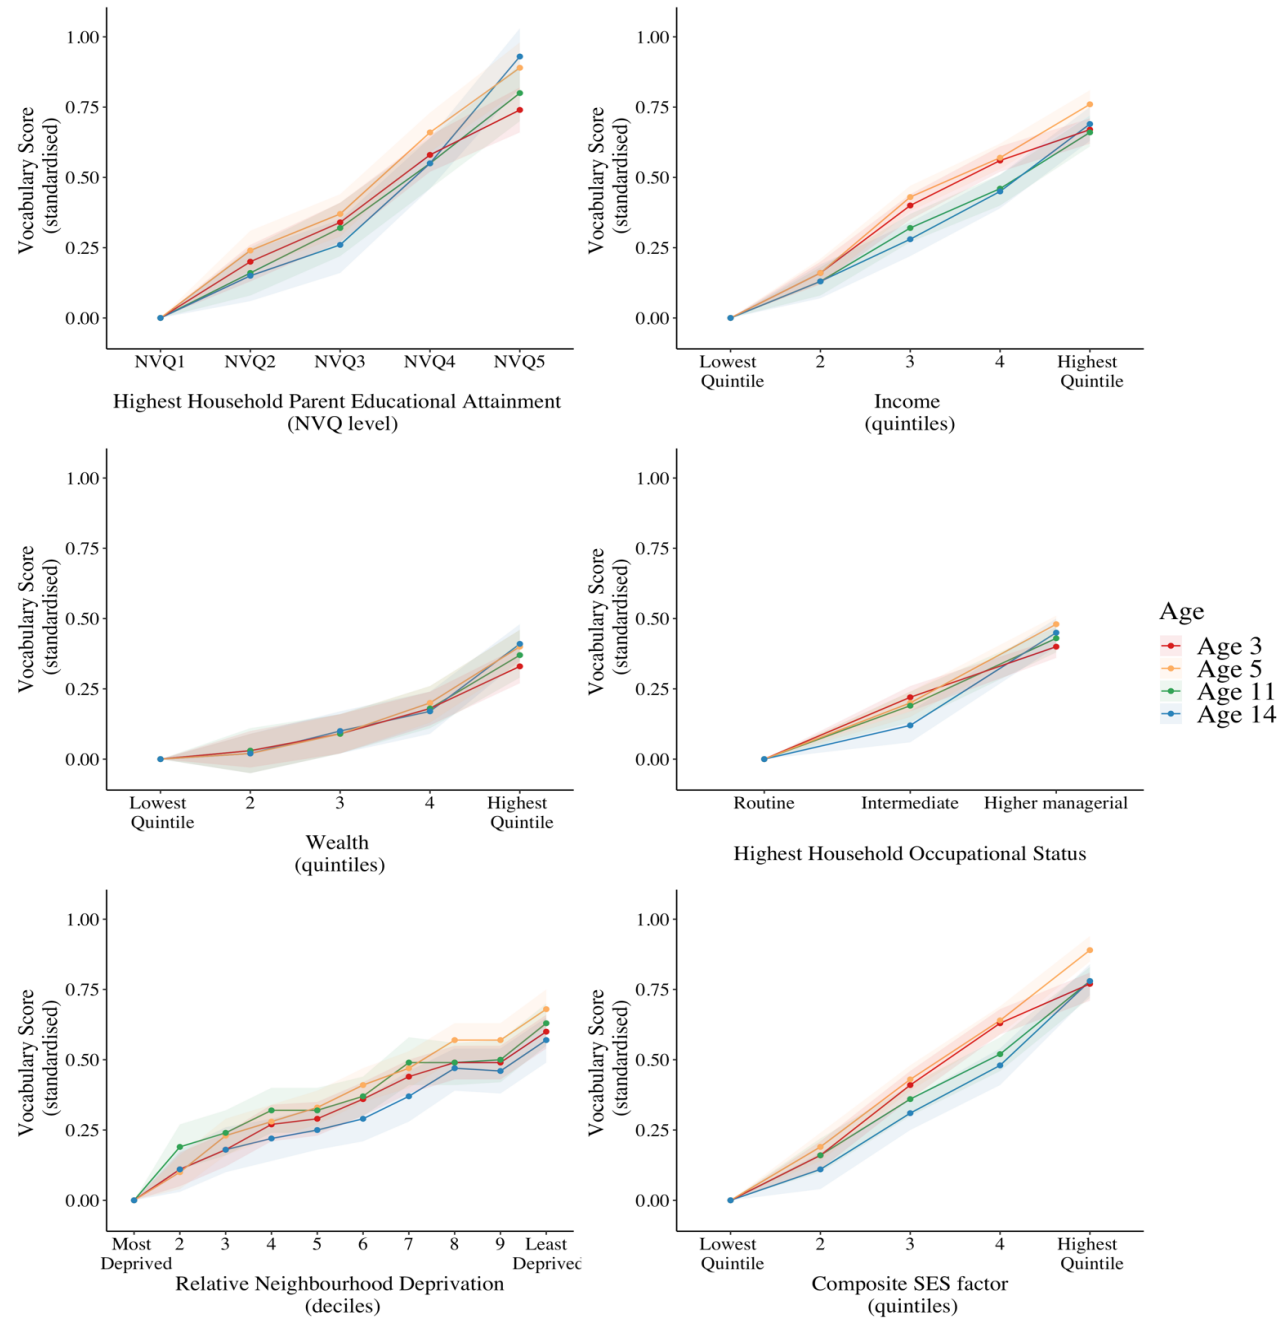 1.00
0.75
0.50
0.25
0.00
Vocabulary Score
(standardised)
NVQ1 NVQ2 NVQ3 NVQ4 NVQ5
Highest Household Parent Educational Attainment
(NVQ level)
1.00
0.75
0.50
0.25
0.00
Vocabulary Score
(standardised)
Lowest 2 3 4 Highest
Quintile Quintile
Income
(quintiles)
1.00
0.75
0.50
0.25
0.00
Vocabulary Score
(standardised)
Lowest 2 3 4 Highest
Quintile Quintile
Wealth
(quintiles)
1.00
0.75
0.50
0.25
0.00
Vocabulary Score
(standardised)
Routine Intermediate Higher managerial
Highest Household Occupational Status
Age
Age 3
Age 5
Age 11
Age 14
1.00
0.75
0.50
0.25
0.00
Vocabulary Score
(standardised)
Most 2 3 4 5 6 7 8 9 Least
Deprived Deprived
Relative Neighbourhood Deprivation
(deciles)
1.00
0.75
0.50
0.25
0.00
Vocabulary Score
(standardised)
Lowest 2 3 4 Highest
Quintile Quintile
Composite SES factor
(quintiles)